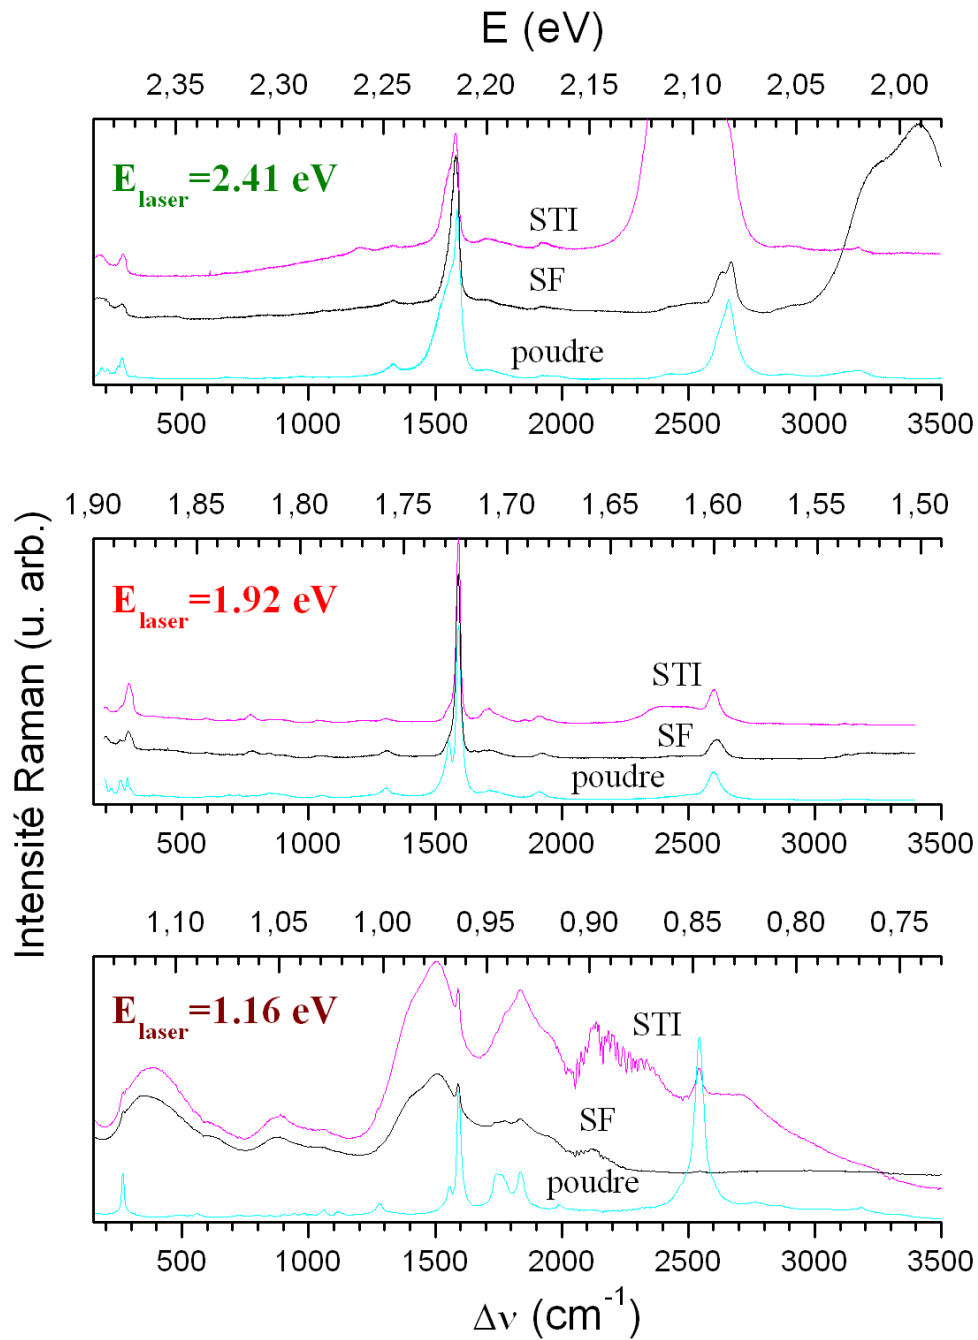 E (eV)
2,35 2,30 2,25 2,20 2,15 2,10 2,05 2,00
E laser=2.41 eV
STI
SF
poudre
500 1000 1500 2000 2500 3000 3500
1,90 1,85 1,80 1,75 1,70 1,65 1,60 1,55 1,50
E laser=1.92 eV
STI
SF
poudre
500 1000 1500 2000 2500 3000 3500
Intensité Raman (u. arb.)
1,10 1,05 1,00 0,95 0,90 0,85 0,80 0,75
E laser=1.16 eV
STI
SF
poudre
500 1000 1500 2000 2500 3000 3500
Δν (cm⁻¹)